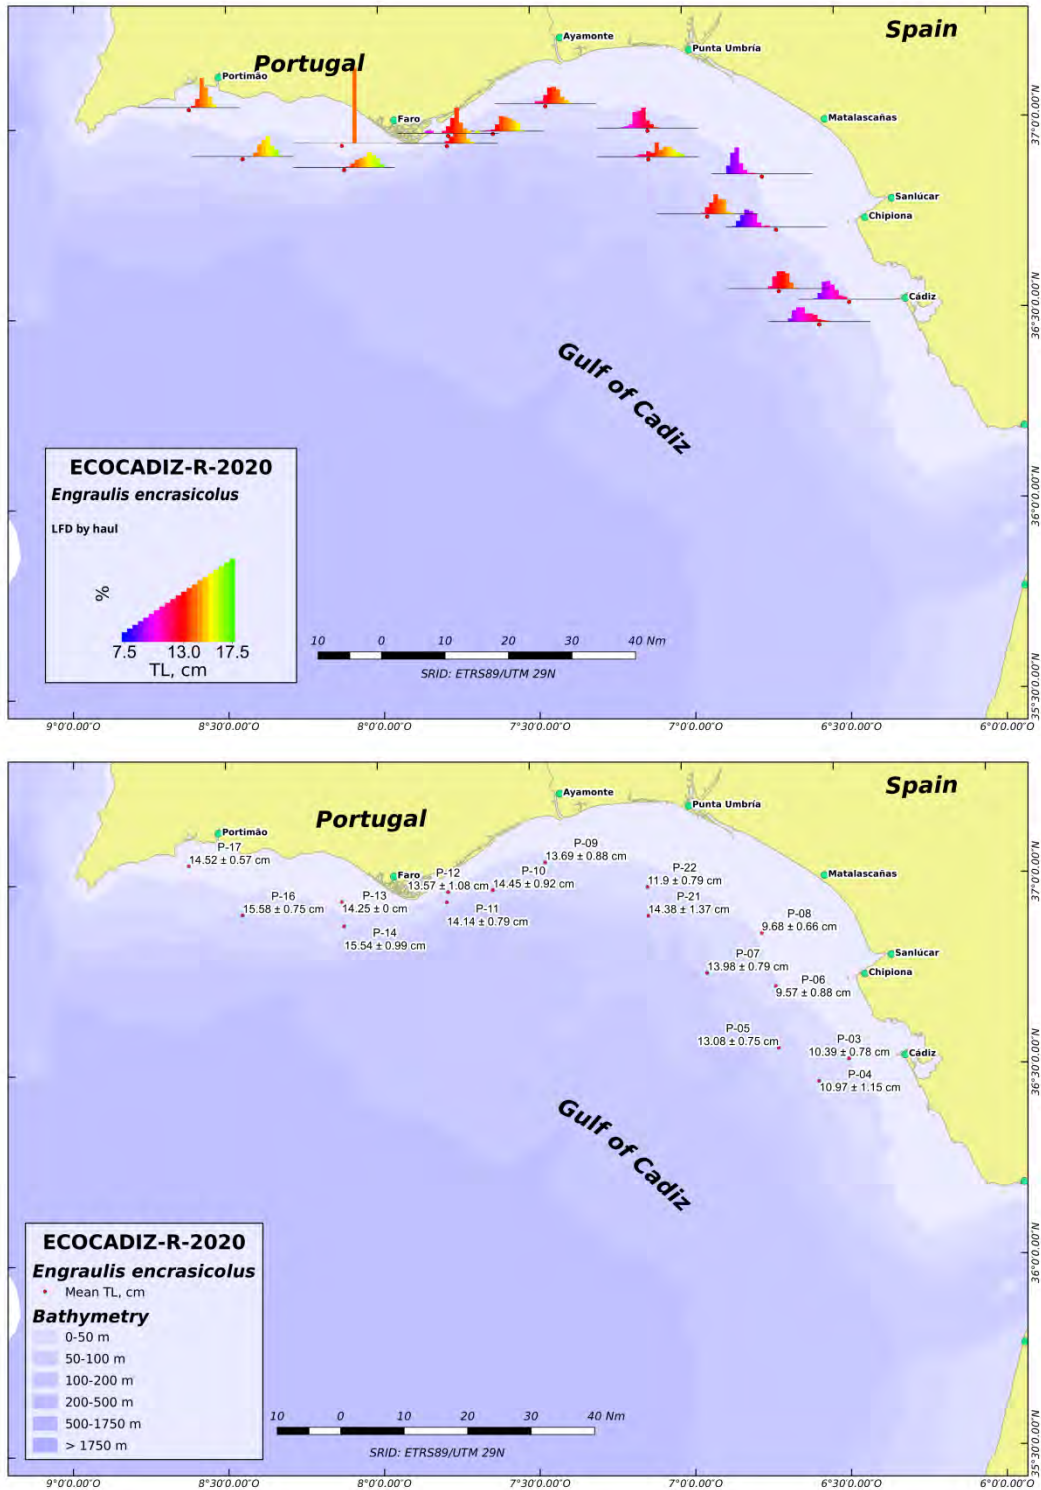 Spain
Ayamonte
Punta Umbría
Portugal
Portimão
Faro
Matalascañas
37°0'0.00"N
Sanlúcar
Chipiona
Cádiz
36°30'0.00"N
Gulf of Cadiz
ECOCADIZ-R-2020
Engraulis encrasicolus
LFD by haul
%
7.5 13.0 17.5
TL, cm
36°0'0.00"N
10 0 10 20 30 40 Nm
SRID: ETRS89/UTM 29N
35°30'0.00"N
9°0'0.00"O 8°30'0.00"O 8°0'0.00"O 7°30'0.00"O 7°0'0.00"O 6°30'0.00"O 6°0'0.00"O
Spain
Ayamonte
Punta Umbría
Portugal
Portimão
P-17
14.52 ± 0.57 cm
P-09
13.69 ± 0.88 cm
Faro
P-12
13.57 ± 1.08 cm
P-10
14.45 ± 0.92 cm
P-22
11.9 ± 0.79 cm
Matalascañas
37°0'0.00"N
P-16
15.58 ± 0.75 cm
P-13
14.25 ± 0 cm
P-11
14.14 ± 0.79 cm
P-21
14.38 ± 1.37 cm
P-08
9.68 ± 0.66 cm
P-14
15.54 ± 0.99 cm
P-07
13.98 ± 0.79 cm
Sanlúcar
Chipiona
P-06
9.57 ± 0.88 cm
P-05
13.08 ± 0.75 cm
P-03
10.39 ± 0.78 cm
Cádiz
P-04
10.97 ± 1.15 cm
36°30'0.00"N
Gulf of Cadiz
ECOCADIZ-R-2020
Engraulis encrasicolus
Mean TL, cm
Bathymetry
0-50 m
50-100 m
100-200 m
200-500 m
500-1750 m
> 1750 m
36°0'0.00"N
10 0 10 20 30 40 Nm
SRID: ETRS89/UTM 29N
35°30'0.00"N
9°0'0.00"O 8°30'0.00"O 8°0'0.00"O 7°30'0.00"O 7°0'0.00"O 6°30'0.00"O 6°0'0.00"O